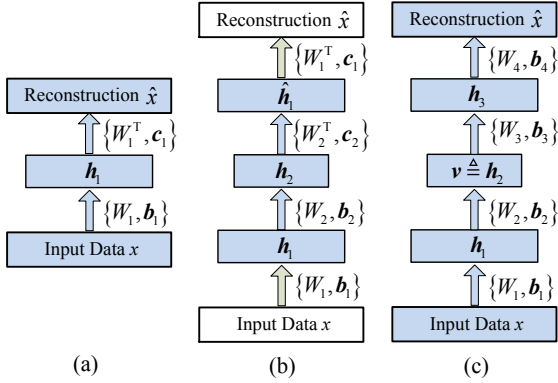 Reconstruction x̂
{W₁ᵀ, c₁}
h₁
{W₁, b₁}
Input Data x
(a)
Reconstruction x̂
{W₁ᵀ, c₁}
ĥ₁
{W₂ᵀ, c₂}
h₂
{W₂, b₂}
h₁
{W₁, b₁}
Input Data x
(b)
Reconstruction x̂
{W₄, b₄}
h₃
{W₃, b₃}
v ≜ h₂
{W₂, b₂}
h₁
{W₁, b₁}
Input Data x
(c)